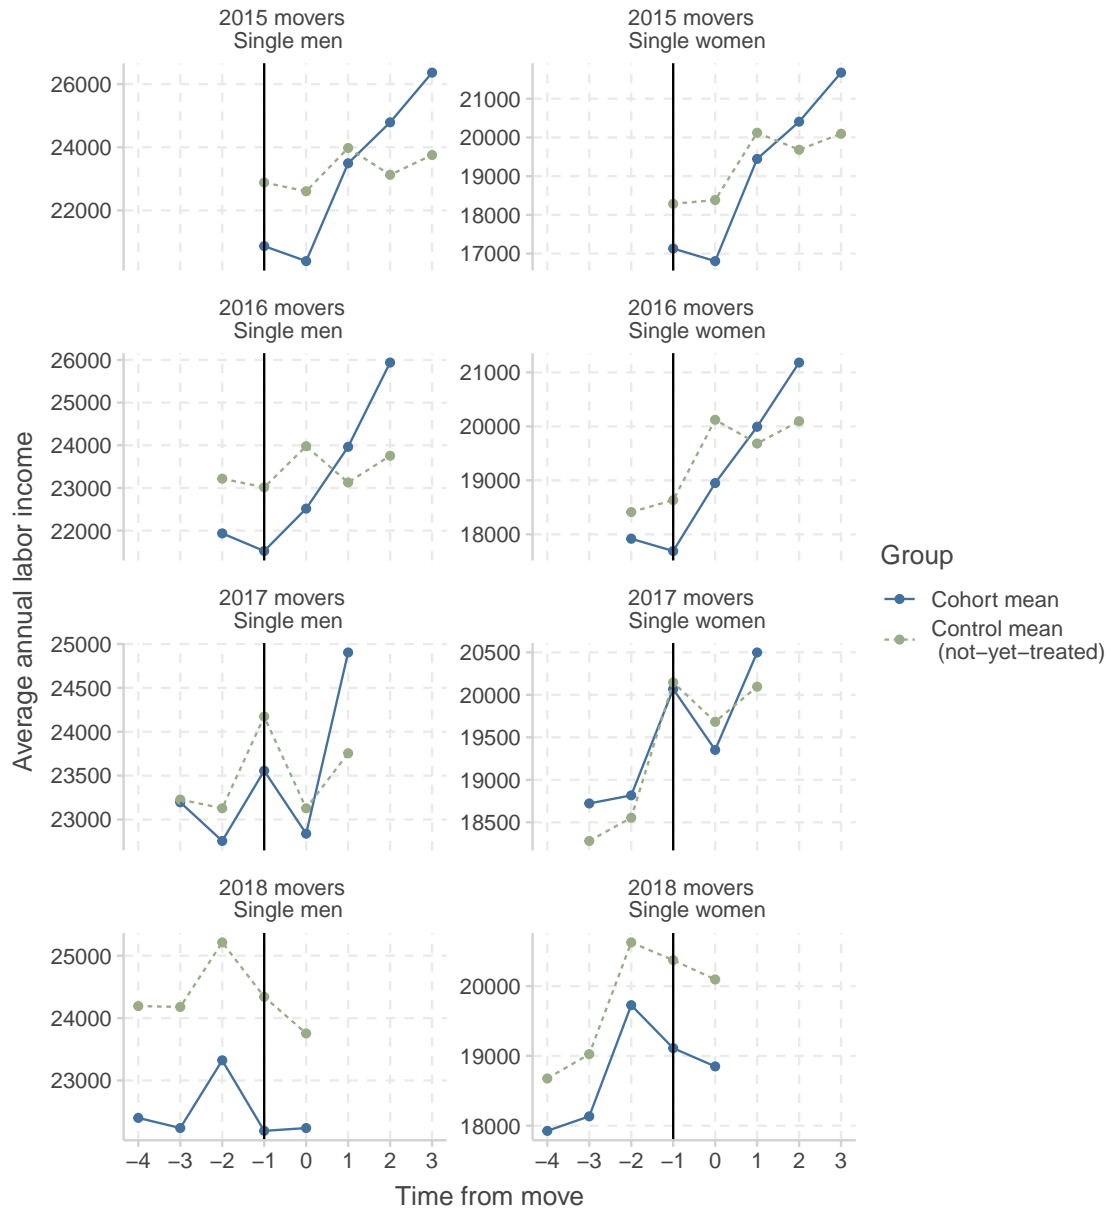 2015 movers
Single men
2015 movers
Single women
26000
24000
22000
21000
20000
19000
18000
17000
2016 movers
Single men
2016 movers
Single women
26000
25000
24000
23000
22000
21000
20000
19000
18000
2017 movers
Single men
2017 movers
Single women
25000
24500
24000
23500
23000
20500
20000
19500
19000
18500
2018 movers
Single men
2018 movers
Single women
25000
24000
23000
20000
19000
18000
−4 −3 −2 −1 0 1 2 3
−4 −3 −2 −1 0 1 2 3
Time from move
Average annual labor income
Group
Cohort mean
Control mean
(not−yet−treated)